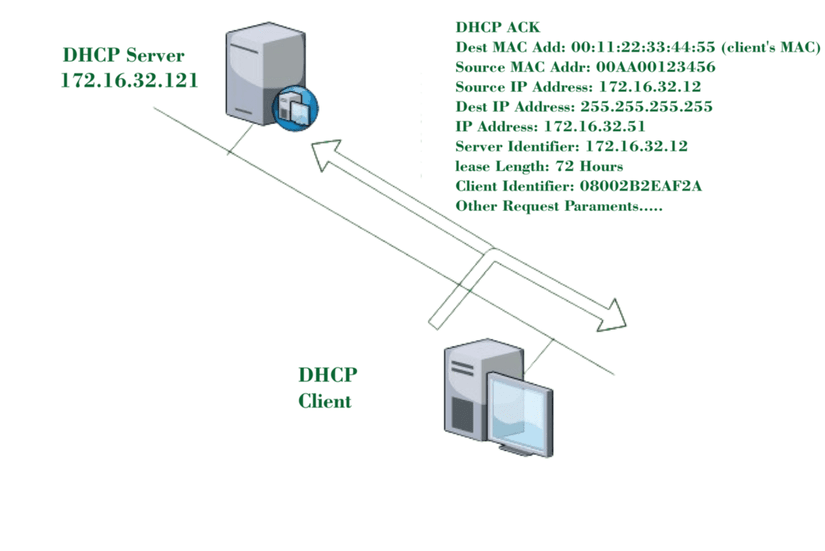 DHCP Server
172.16.32.121
DHCP ACK
Dest MAC Add: 00:11:22:33:44:55 (client's MAC)
Source MAC Addr: 00AA00123456
Source IP Address: 172.16.32.12
Dest IP Address: 255.255.255.255
IP Address: 172.16.32.51
Server Identifier: 172.16.32.12
lease Length: 72 Hours
Client Identifier: 08002B2EAF2A
Other Request Paraments.....
DHCP
Client